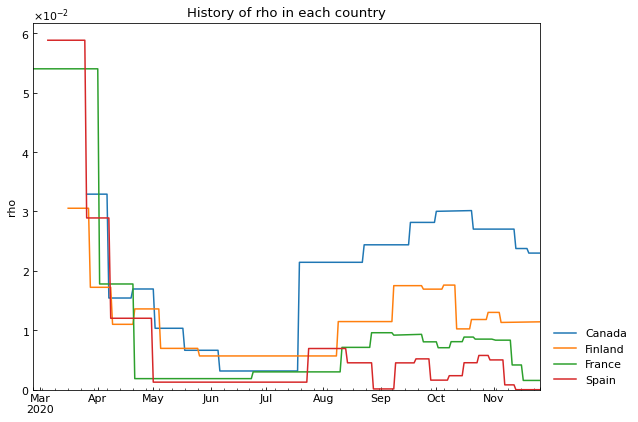 History of rho in each country
×10⁻²
6
5
4
3
2
1
0
rho
Mar Apr May Jun Jul Aug Sep Oct Nov
2020
Canada
Finland
France
Spain